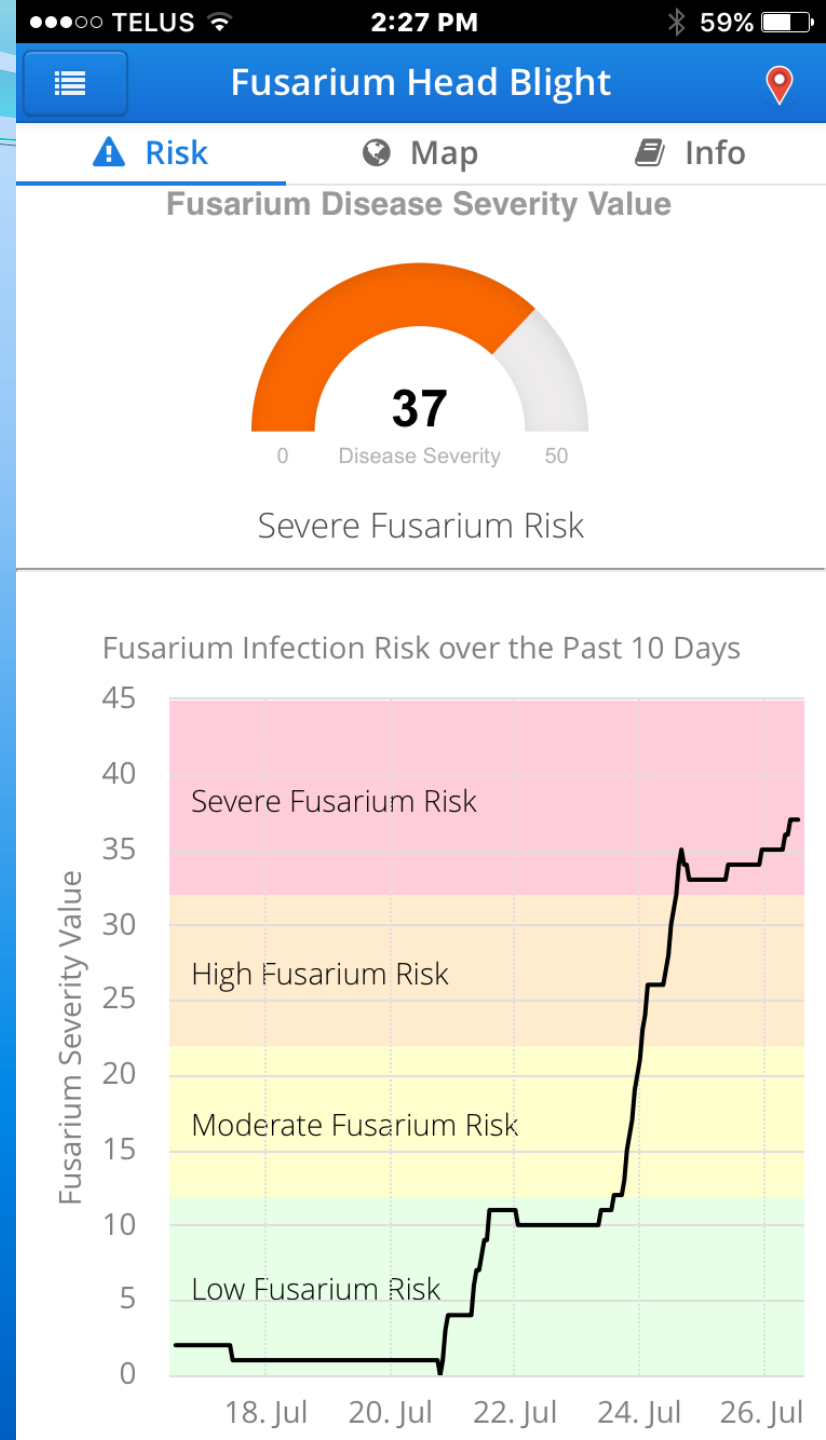 TELUS 2:27 PM 59%
Fusarium Head Blight
Risk Map Info
Fusarium Disease Severity Value
37
0 Disease Severity 50
Severe Fusarium Risk
Fusarium Infection Risk over the Past 10 Days
Fusarium Severity Value
45
40
Severe Fusarium Risk
35
30
High Fusarium Risk
25
20
Moderate Fusarium Risk
15
10
Low Fusarium Risk
5
0
18. Jul 20. Jul 22. Jul 24. Jul 26. Jul